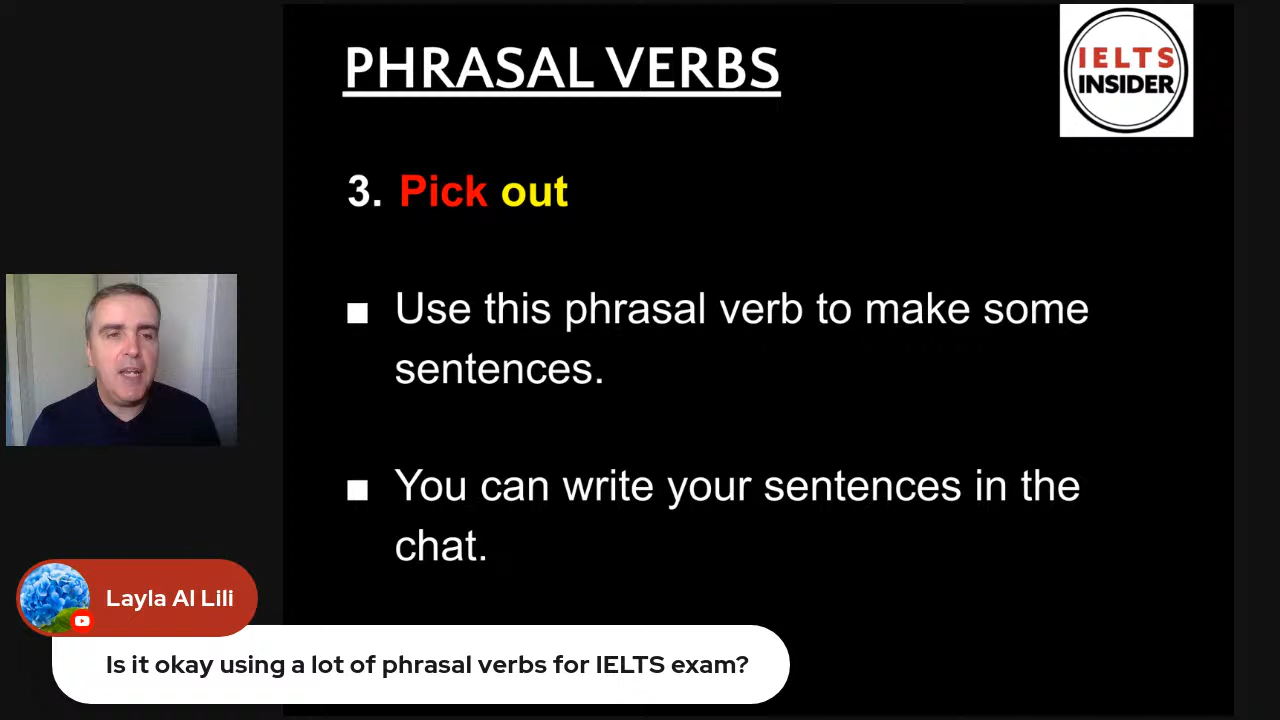 PHRASAL VERBS
IELTS
INSIDER
3. Pick out
■ Use this phrasal verb to make some
sentences.
■ You can write your sentences in the
chat.
Layla Al Lili
Is it okay using a lot of phrasal verbs for IELTS exam?